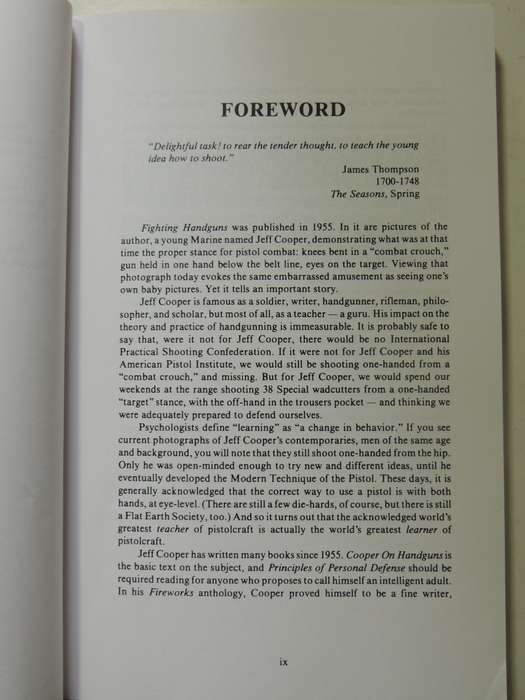 FOREWORD
“Delightful task! to rear the tender thought, to teach the young
idea how to shoot.”
James Thompson
1700-1748
The Seasons, Spring
Fighting Handguns was published in 1955. In it are pictures of the
author, a young Marine named Jeff Cooper, demonstrating what was at that
time the proper stance for pistol combat: knees bent in a “combat crouch,”
gun held in one hand below the belt line, eyes on the target. Viewing that
photograph today evokes the same embarrassed amusement as seeing one’s
own baby pictures. Yet it tells an important story.
Jeff Cooper is famous as a soldier, writer, handgunner, rifleman, philo-
sopher, and scholar, but most of all, as a teacher — a guru. His impact on the
theory and practice of handgunning is immeasurable. It is probably safe to
say that, were it not for Jeff Cooper, there would be no International
Practical Shooting Confederation. If it were not for Jeff Cooper and his
American Pistol Institute, we would still be shooting one-handed from a
“combat crouch,” and missing. But for Jeff Cooper, we would spend our
weekends at the range shooting 38 Special wadcutters from a one-handed
“target” stance, with the off-hand in the trousers pocket — and thinking we
were adequately prepared to defend ourselves.
Psychologists define “learning” as “a change in behavior.” If you see
current photographs of Jeff Cooper’s contemporaries, men of the same age
and background, you will note that they still shoot one-handed from the hip.
Only he was open-minded enough to try new and different ideas, until he
eventually developed the Modern Technique of the Pistol. These days, it is
generally acknowledged that the correct way to use a pistol is with both
hands, at eye-level. (There are still a few die-hards, of course, but there is still
a Flat Earth Society, too.) And so it turns out that the acknowledged world’s
greatest teacher of pistolcraft is actually the world’s greatest learner of
pistolcraft.
Jeff Cooper has written many books since 1955. Cooper On Handguns is
the basic text on the subject, and Principles of Personal Defense should be
required reading for anyone who proposes to call himself an intelligent adult.
In his Fireworks anthology, Cooper proved himself to be a fine writer,
ix